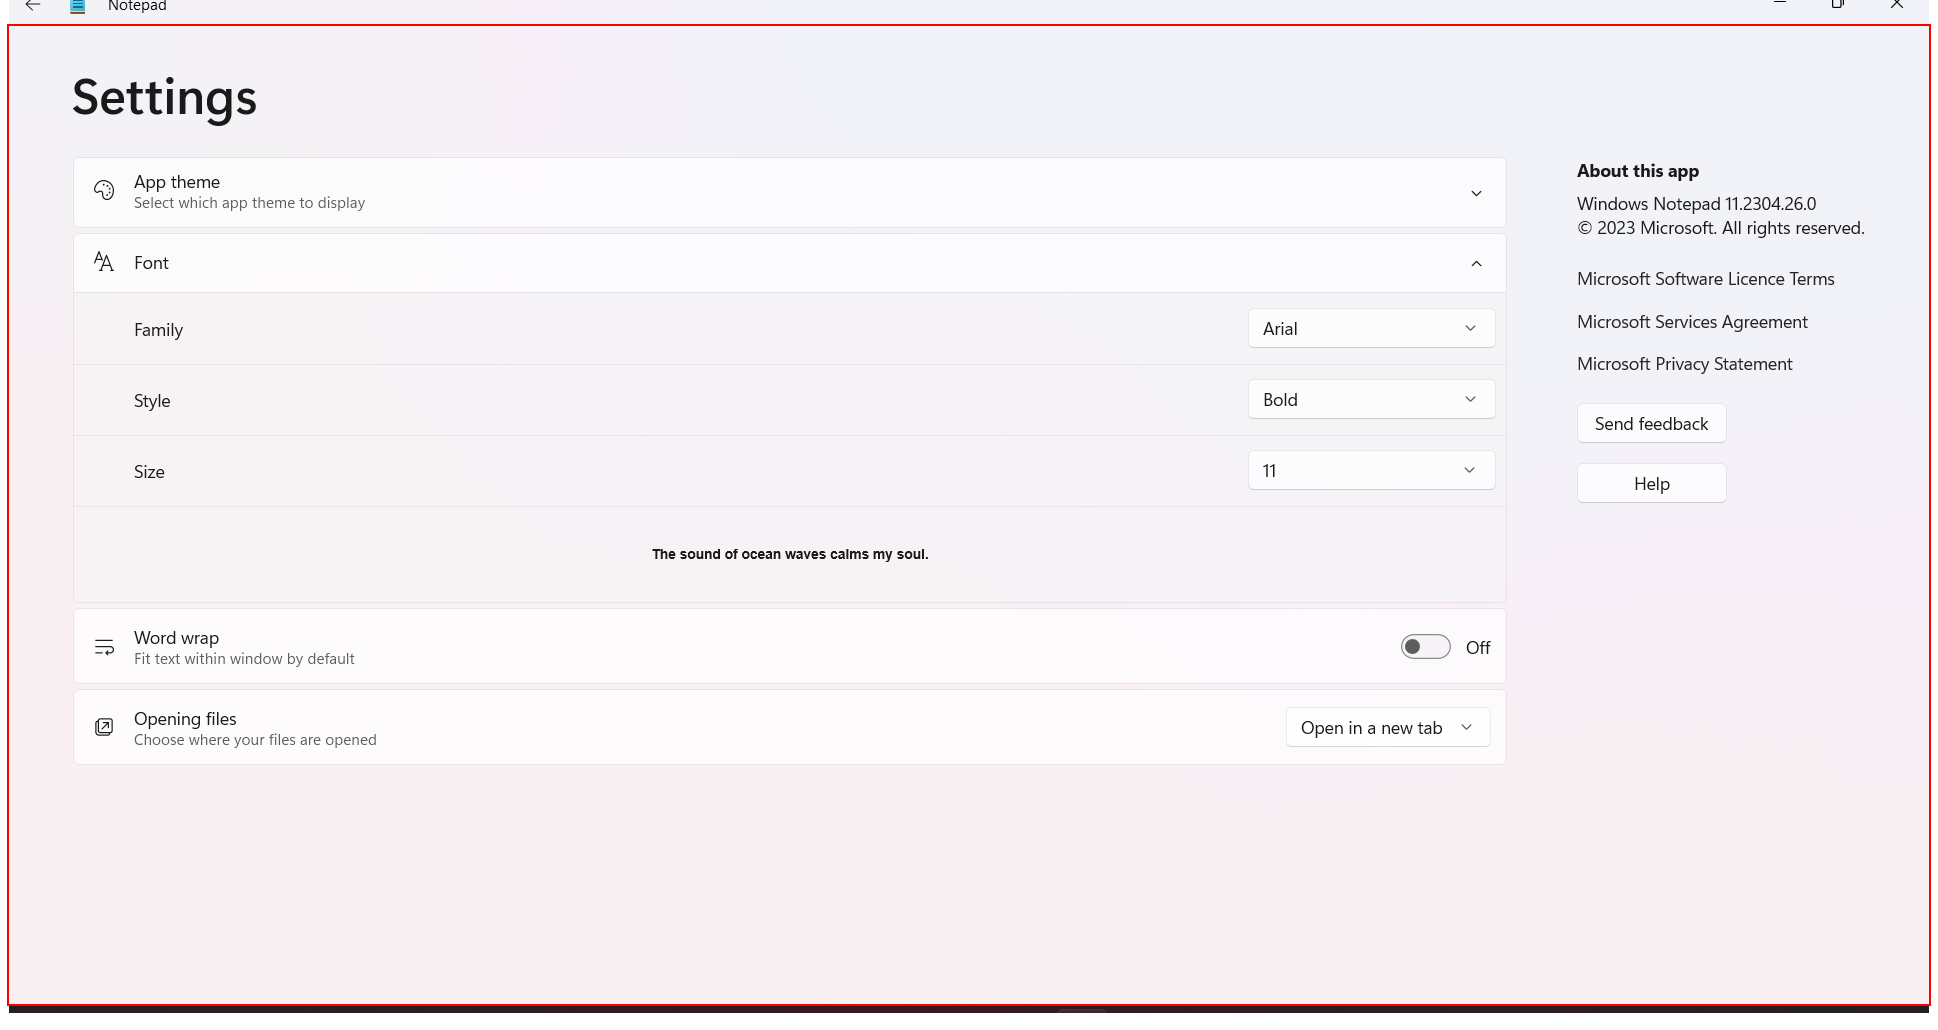 Notepad
Settings
App theme
Select which app theme to display
Font
Family
Arial
Style
Bold
Size
11
The sound of ocean waves calms my soul.
Word wrap
Fit text within window by default
Off
Opening files
Choose where your files are opened
Open in a new tab
About this app
Windows Notepad 11.2304.26.0
© 2023 Microsoft. All rights reserved.
Microsoft Software Licence Terms
Microsoft Services Agreement
Microsoft Privacy Statement
Send feedback
Help